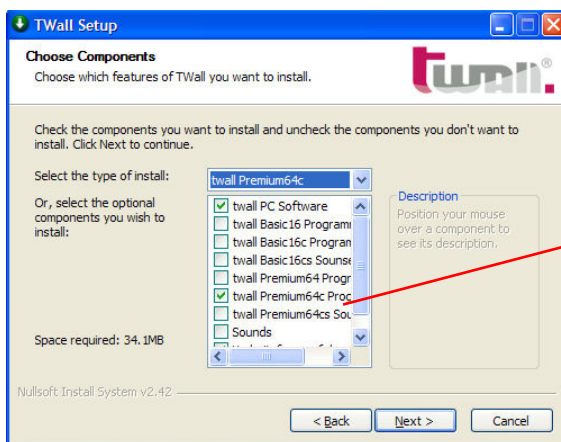 TWall Setup
Choose Components
Choose which features of TWall you want to install.
twall®
Check the components you want to install and uncheck the components you don't want to
install. Click Next to continue.
Select the type of install:
twall Premium64c
Or, select the optional
components you wish to
install:
twall PC Software
twall Basic16 Programm
twall Basic16c Program
twall Basic16cs Sounse
twall Premium64 Progr
twall Premium64c Proc
twall Premium64cs Sou
Sounds
Description
Position your mouse
over a component to
see its description.
Space required: 34.1MB
Nullsoft Install System v2.42
< Back
Next >
Cancel